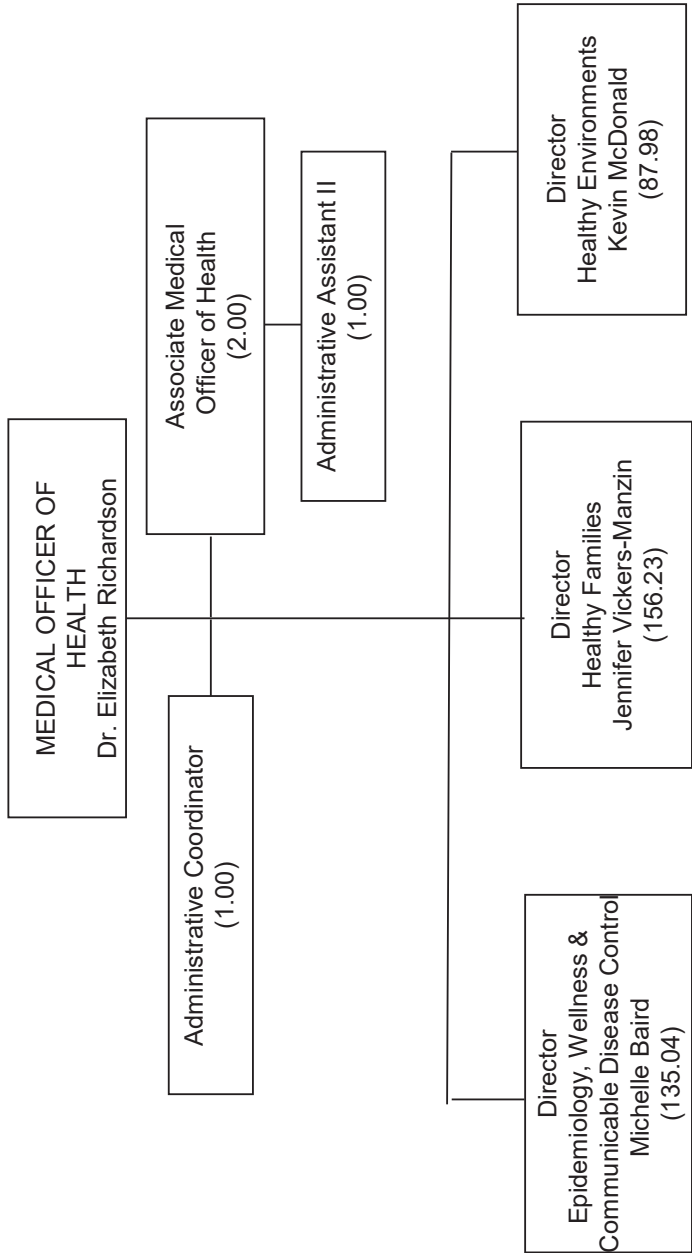 MEDICAL OFFICER OF
HEALTH
Dr. Elizabeth Richardson
Administrative Coordinator
(1.00)
Associate Medical
Officer of Health
(2.00)
Administrative Assistant II
(1.00)
Director
Epidemiology, Wellness &
Communicable Disease Control
Michelle Baird
(135.04)
Director
Healthy Families
Jennifer Vickers-Manzin
(156.23)
Director
Healthy Environments
Kevin McDonald
(87.98)